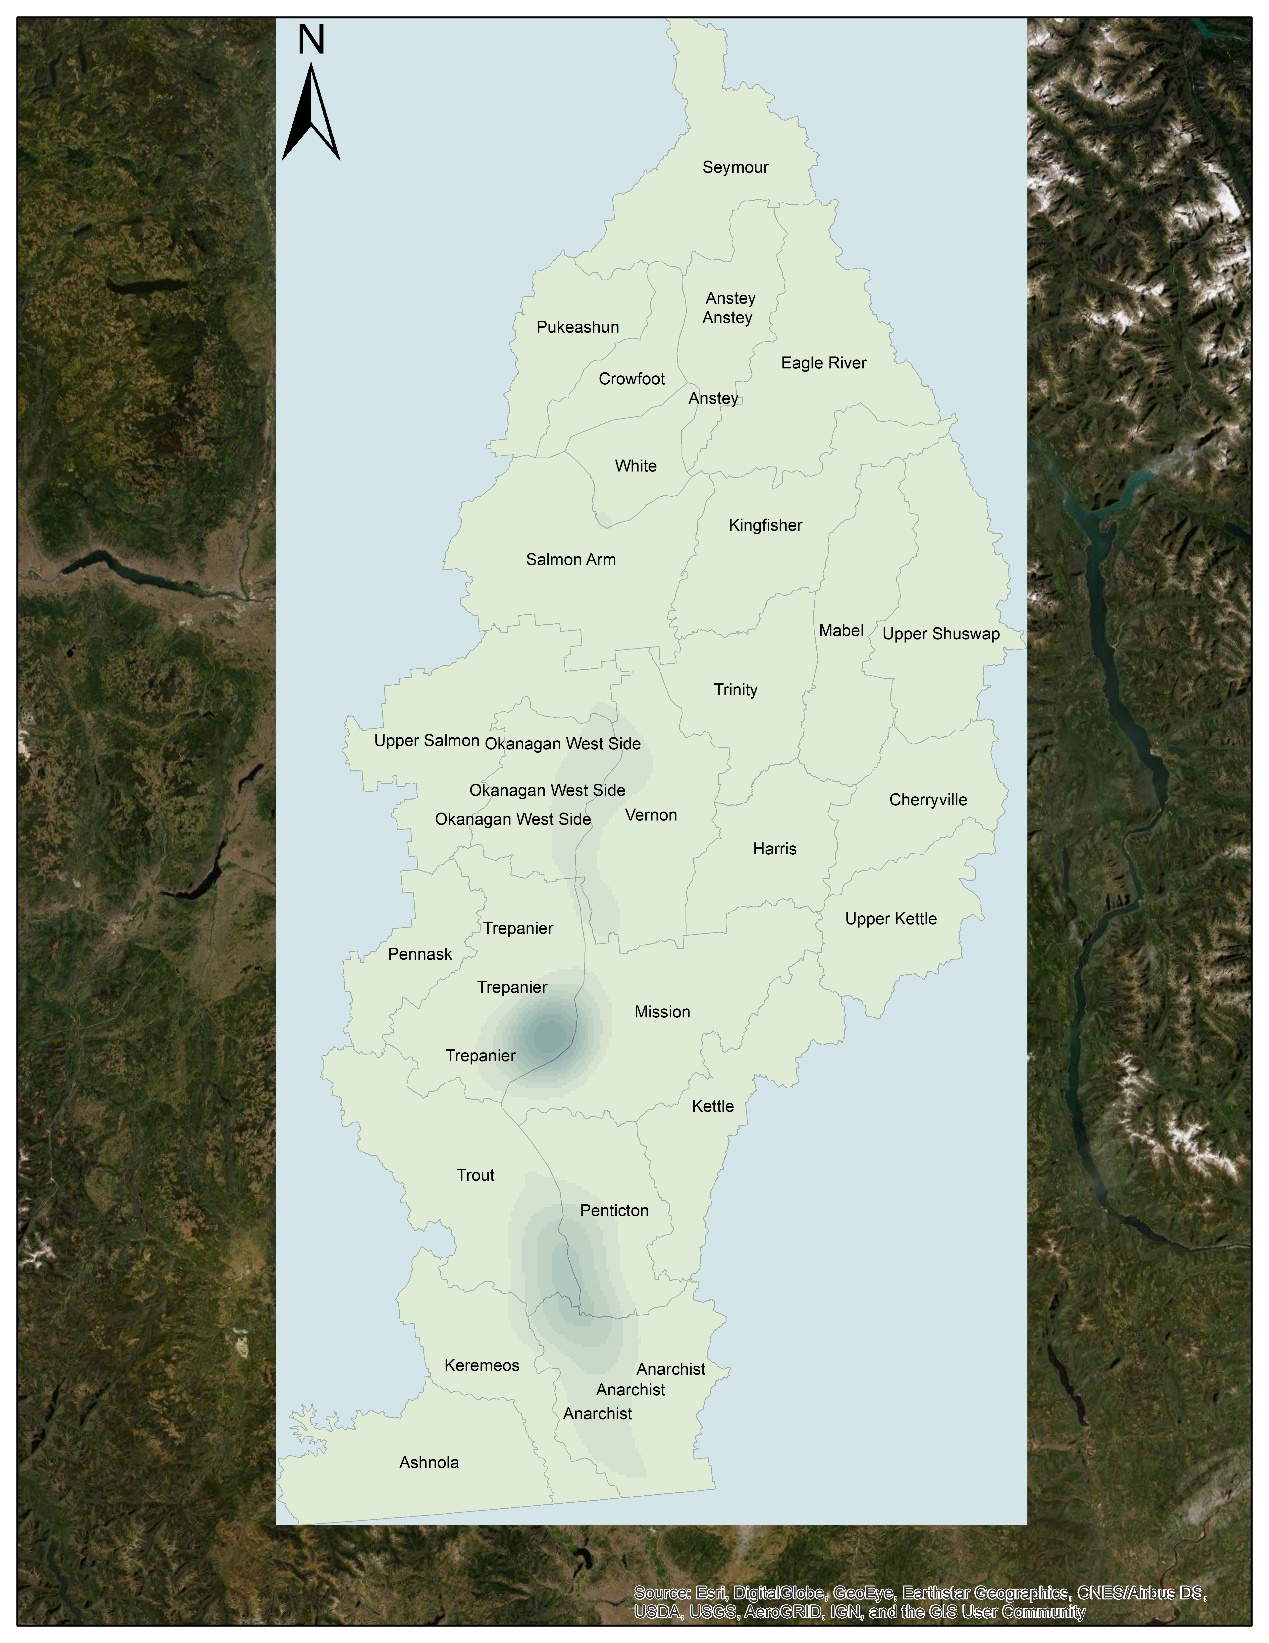 N
Seymour
Anstey
Anstey
Pukeashun
Eagle River
Crowfoot
Anstey
White
Kingfisher
Salmon Arm
Mabel
Upper Shuswap
Trinity
Upper Salmon
Okanagan West Side
Okanagan West Side
Cherryville
Okanagan West Side
Vernon
Harris
Upper Kettle
Trepanier
Pennask
Trepanier
Mission
Trepanier
Kettle
Trout
Penticton
Keremeos
Anarchist
Anarchist
Anarchist
Ashnola
Source: Esri, DigitalGlobe, GeoEye, Earthstar Geographics, CNES/Airbus DS,
USDA, USGS, AeroGRID, IGN, and the GIS User Community